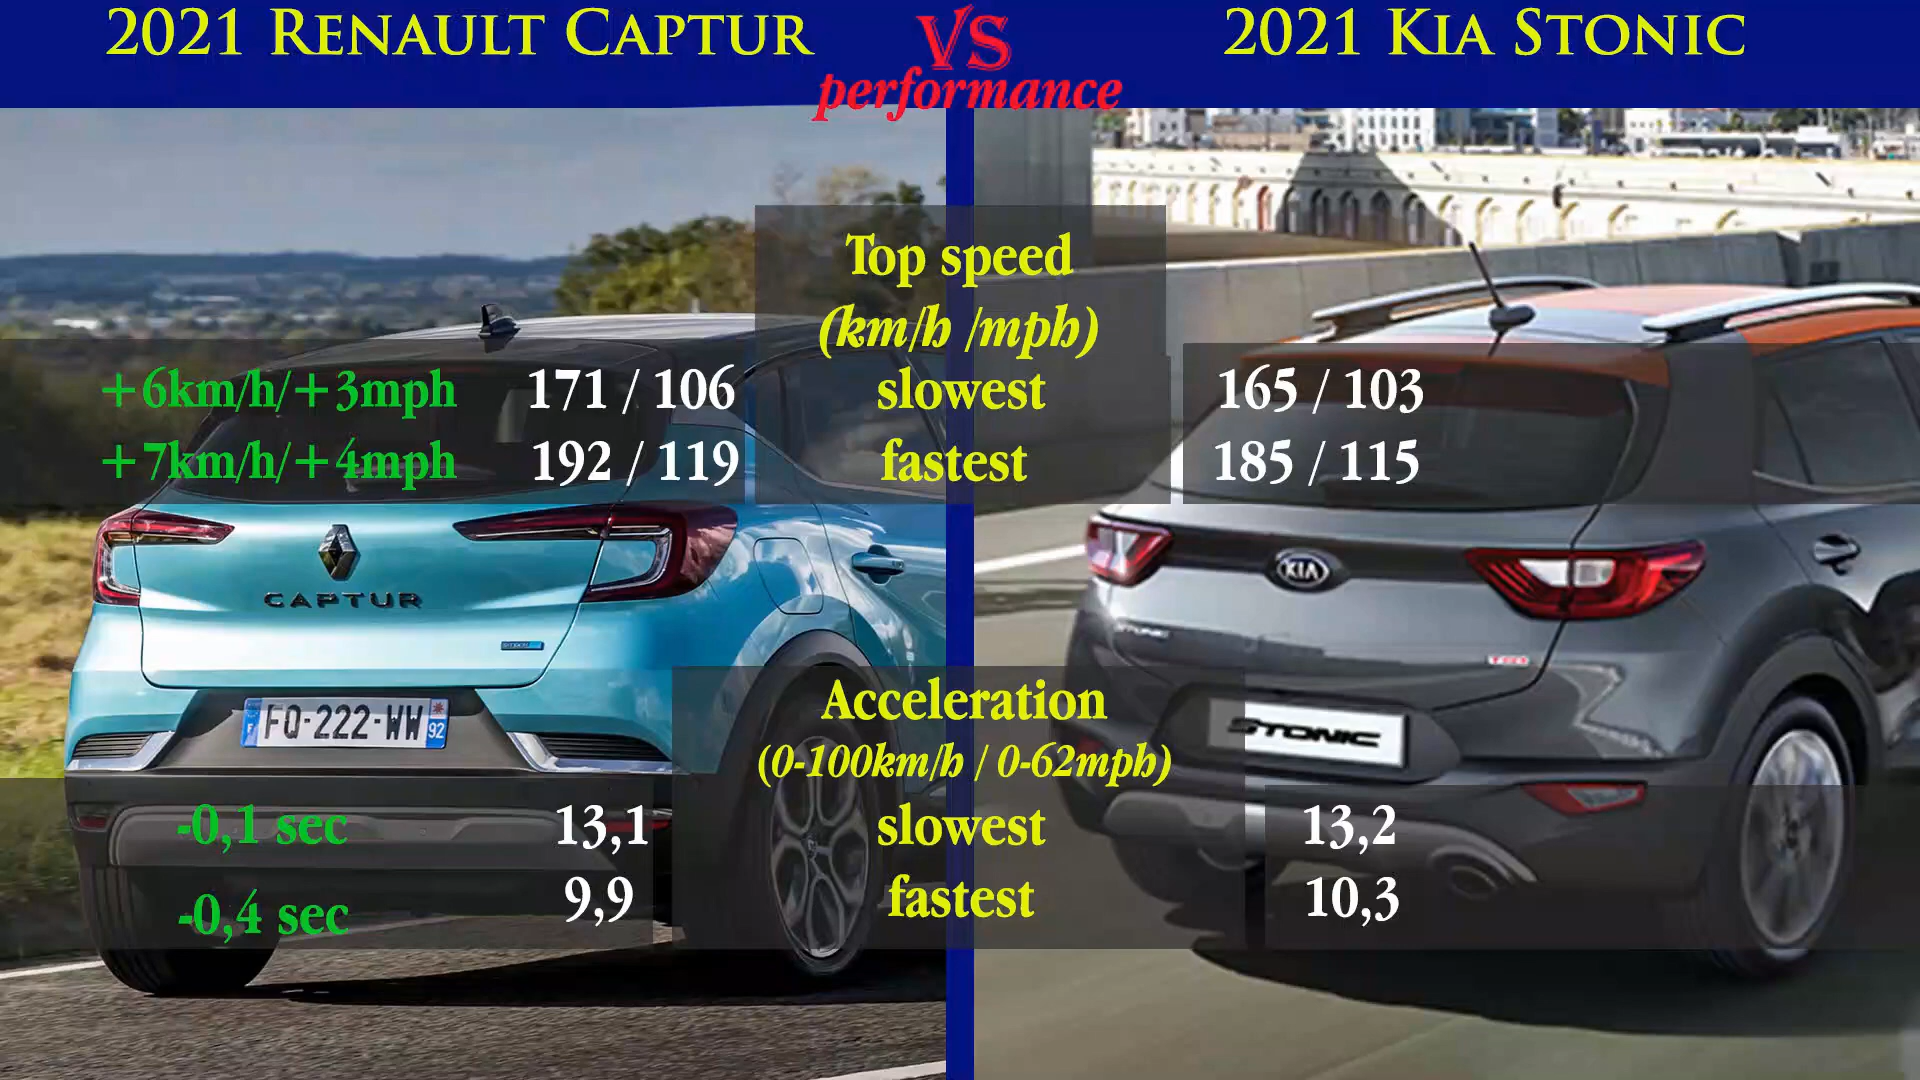 2021 RENAULT CAPTUR
VS
performance
2021 KIA STONIC
Top speed
(km/h /mph)
+6km/h/+3mph 171 / 106 slowest 165 / 103
+7km/h/+4mph 192 / 119 fastest 185 / 115
CAPTUR
KIA
FQ-222-WW
F
92
STONIC
Acceleration
(0-100km/h / 0-62mph)
-0,1 sec 13,1 slowest 13,2
-0,4 sec 9,9 fastest 10,3